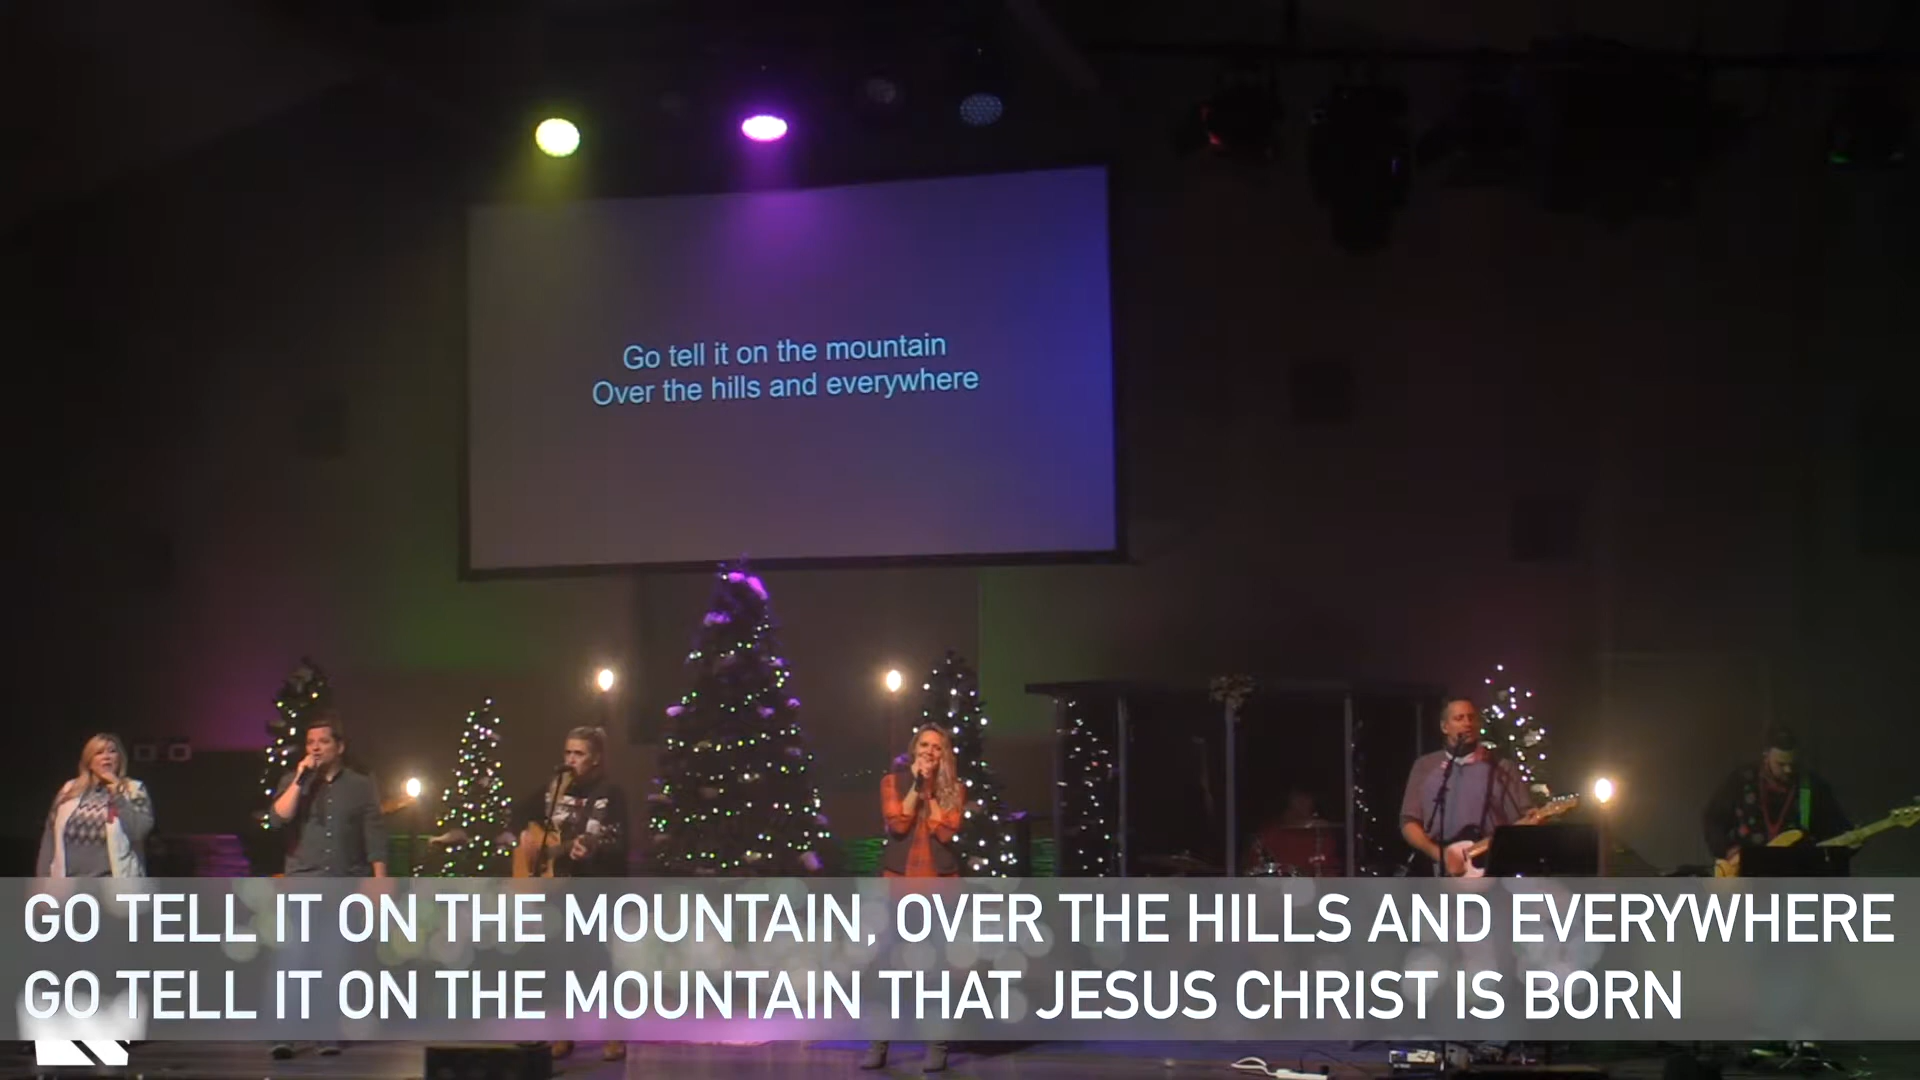 Go tell it on the mountain
Over the hills and everywhere
GO TELL IT ON THE MOUNTAIN, OVER THE HILLS AND EVERYWHERE
GO TELL IT ON THE MOUNTAIN THAT JESUS CHRIST IS BORN